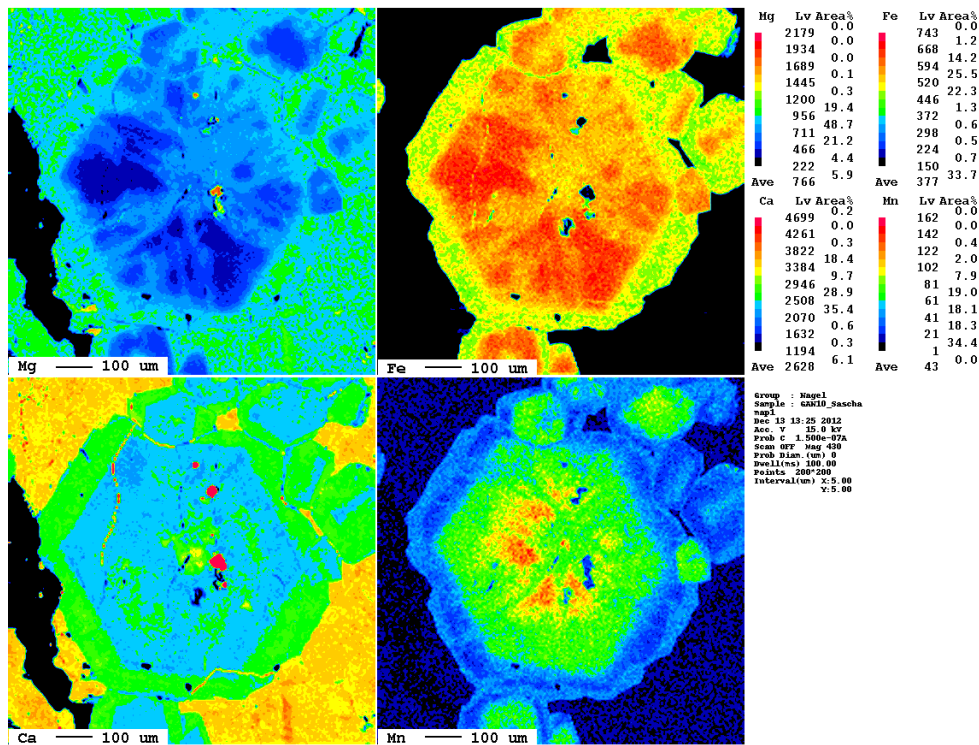 Mg Lv Area% Fe Lv Area%
0.0 0.0
2179 743
0.0 1.2
1934 668
0.0 14.2
1689 594
0.1 25.5
1445 520
0.3 22.3
1200 446
19.4 1.3
956 372
48.7 0.6
711 298
21.2 0.5
466 224
4.4 0.7
222 150
5.9 33.7
Ave 766 Ave 377
Ca Lv Area% Mn Lv Area%
0.2 0.0
4699 162
0.0 0.0
4261 142
0.3 0.4
3822 122
18.4 2.0
3384 102
9.7 7.9
2946 81
28.9 19.0
2508 61
35.4 18.1
2070 41
0.6 18.3
1632 21
0.3 34.4
1194 1
6.1 0.0
Ave 2628 Ave 43
Mg 100 um
Fe 100 um
Group : Nagel
Sample : GAW10_Sascha
map1
Dec 13 13:25 2012
Acc. V 15.0 kV
Prob C 1.500e-07A
Scan OFF Mag 430
Prob Diam.(um) 0
Dwell(ms) 100.00
Points 200*200
Interval(um) X:5.00
Y:5.00
Ca 100 um
Mn 100 um